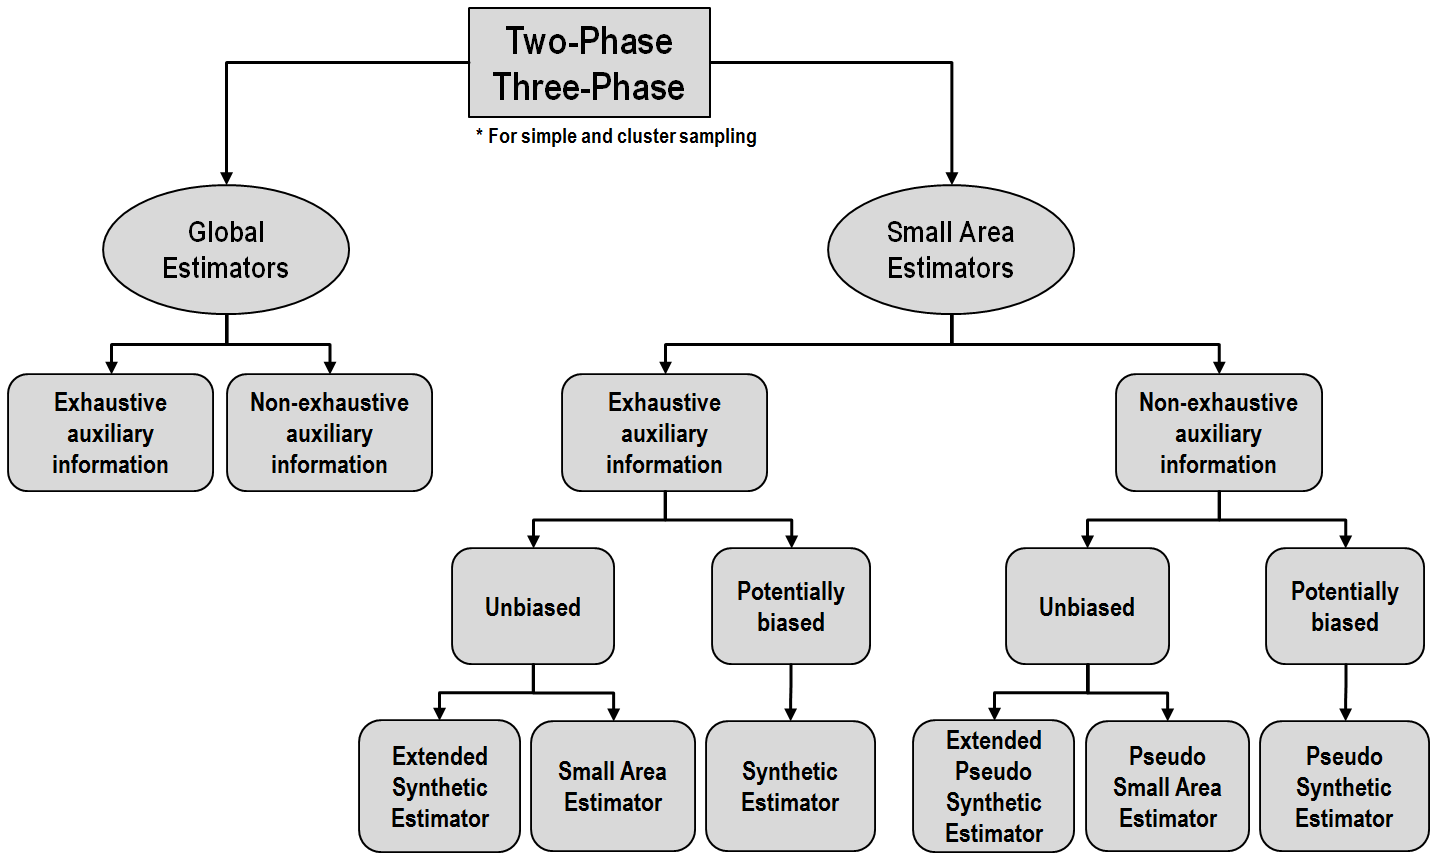 Two-Phase
Three-Phase
* For simple and cluster sampling
Global
Estimators
Small Area
Estimators
Exhaustive
auxiliary
information
Non-exhaustive
auxiliary
information
Exhaustive
auxiliary
information
Non-exhaustive
auxiliary
information
Unbiased
Potentially
biased
Unbiased
Potentially
biased
Extended
Synthetic
Estimator
Small Area
Estimator
Synthetic
Estimator
Extended
Pseudo
Synthetic
Estimator
Pseudo
Small Area
Estimator
Pseudo
Synthetic
Estimator